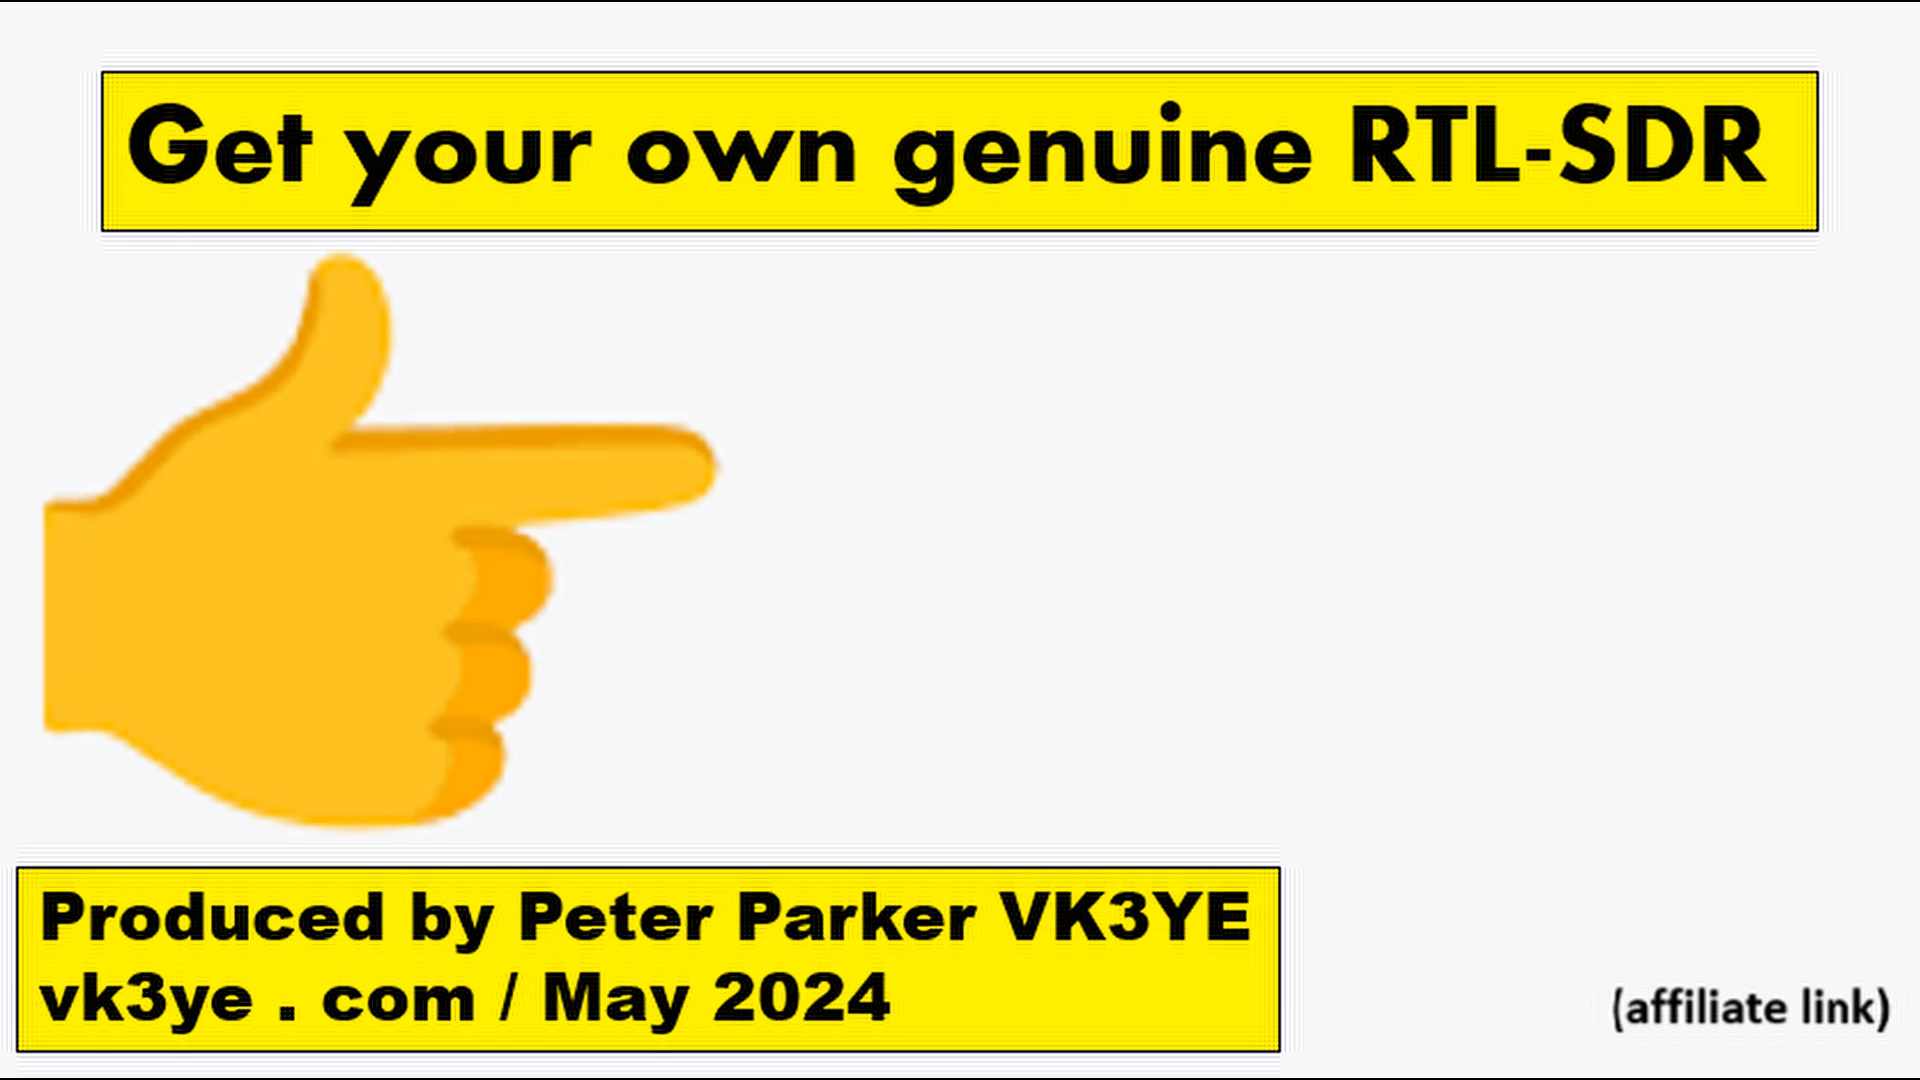 Get your own genuine RTL-SDR
Produced by Peter Parker VK3YE
vk3ye . com / May 2024
(affiliate link)